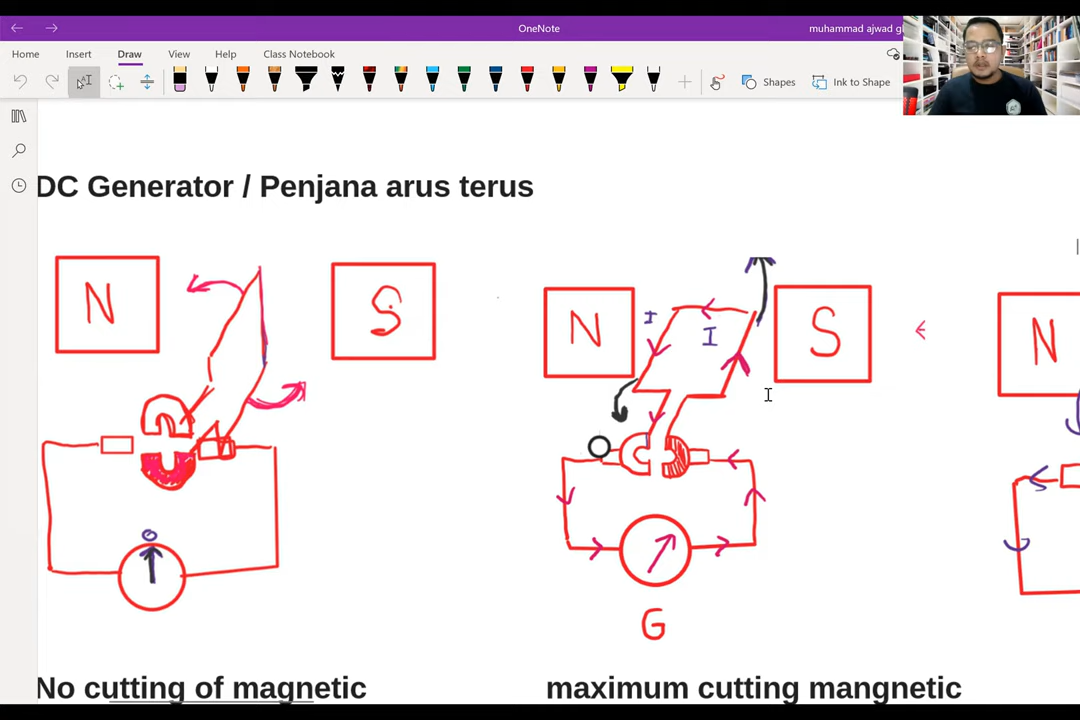 OneNote
muhammad ajwad
Home Insert Draw View Help Class Notebook
Shapes Ink to Shape
DC Generator / Penjana arus terus
N S N S N
I I
0
G
No cutting of magnetic
maximum cutting mangnetic